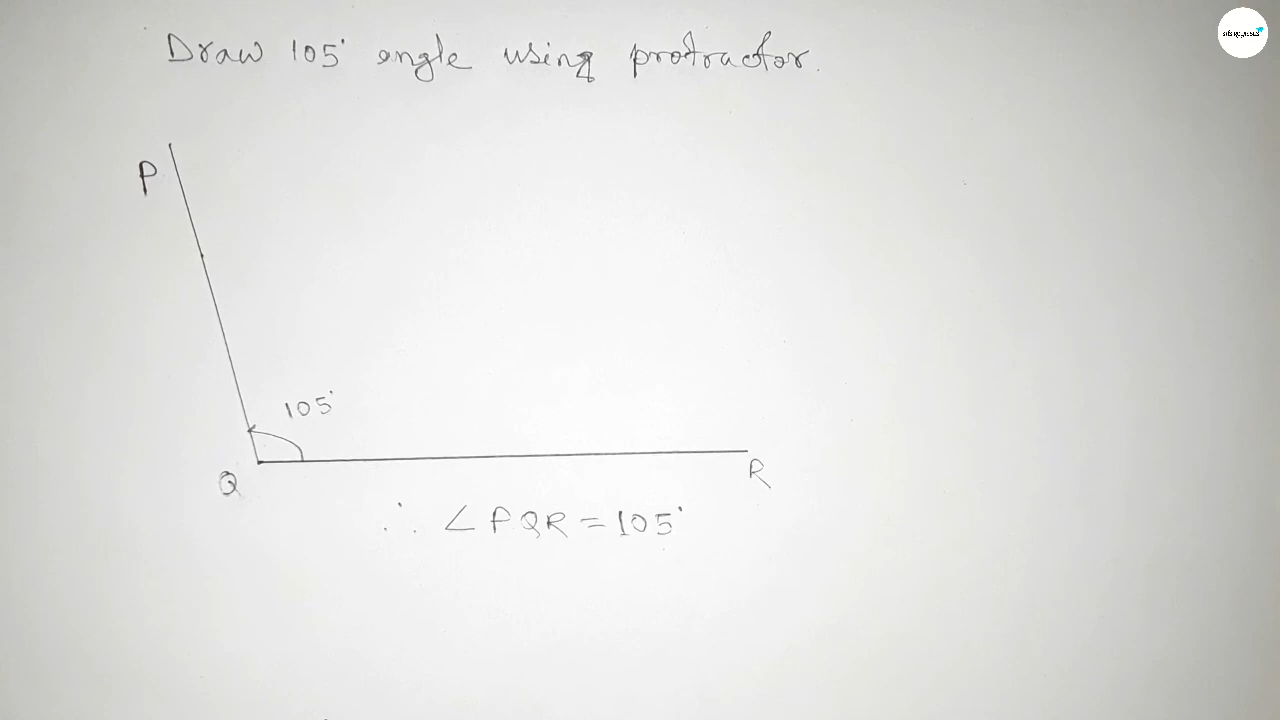 Draw 105° angle using protractor.
P
105°
Q
R
∴ ∠PQR = 105°